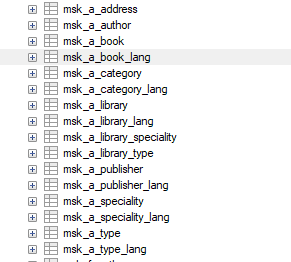 msk_a_address
msk_a_author
msk_a_book
msk_a_book_lang
msk_a_category
msk_a_category_lang
msk_a_library
msk_a_library_lang
msk_a_library_speciality
msk_a_library_type
msk_a_publisher
msk_a_publisher_lang
msk_a_speciality
msk_a_speciality_lang
msk_a_type
msk_a_type_lang